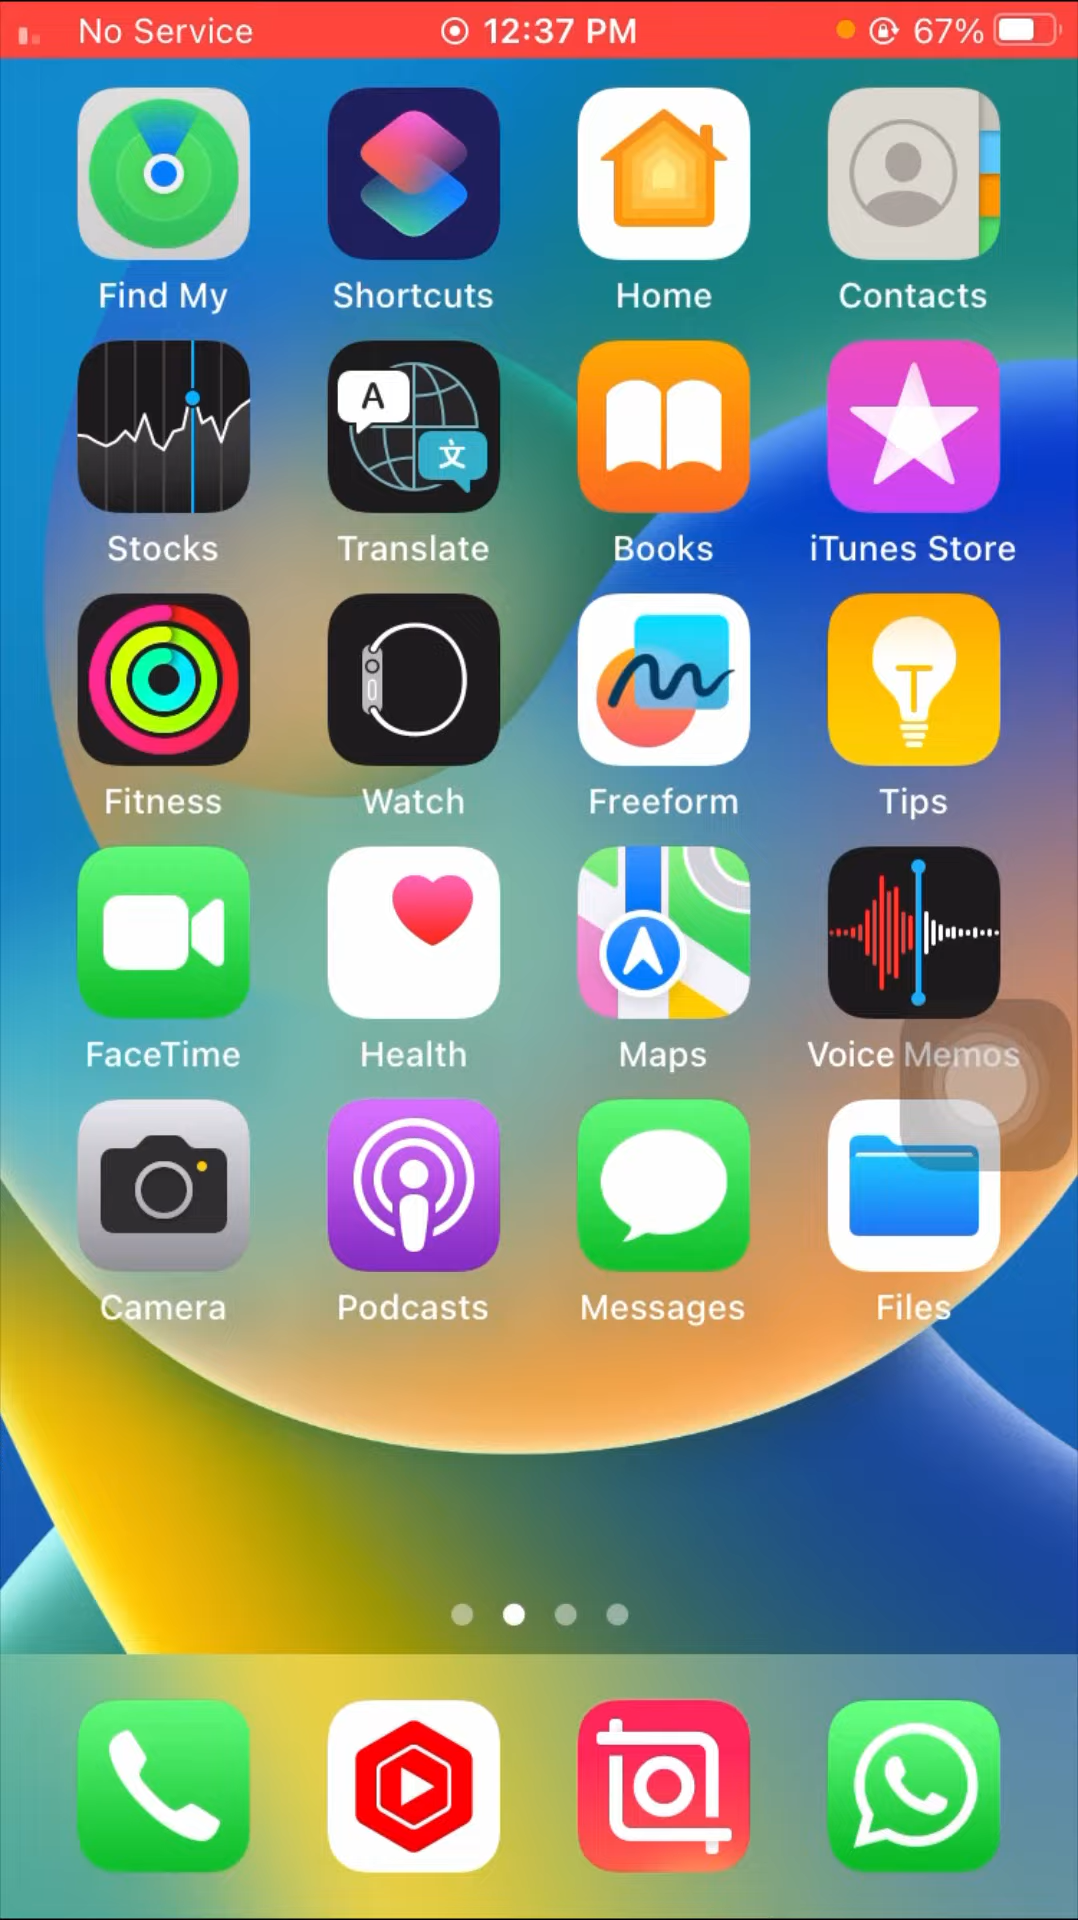 No Service 12:37 PM 67%
Find My Shortcuts Home Contacts
A
文
Stocks Translate Books iTunes Store
Fitness Watch Freeform Tips
FaceTime Health Maps Voice Memos
Camera Podcasts Messages Files